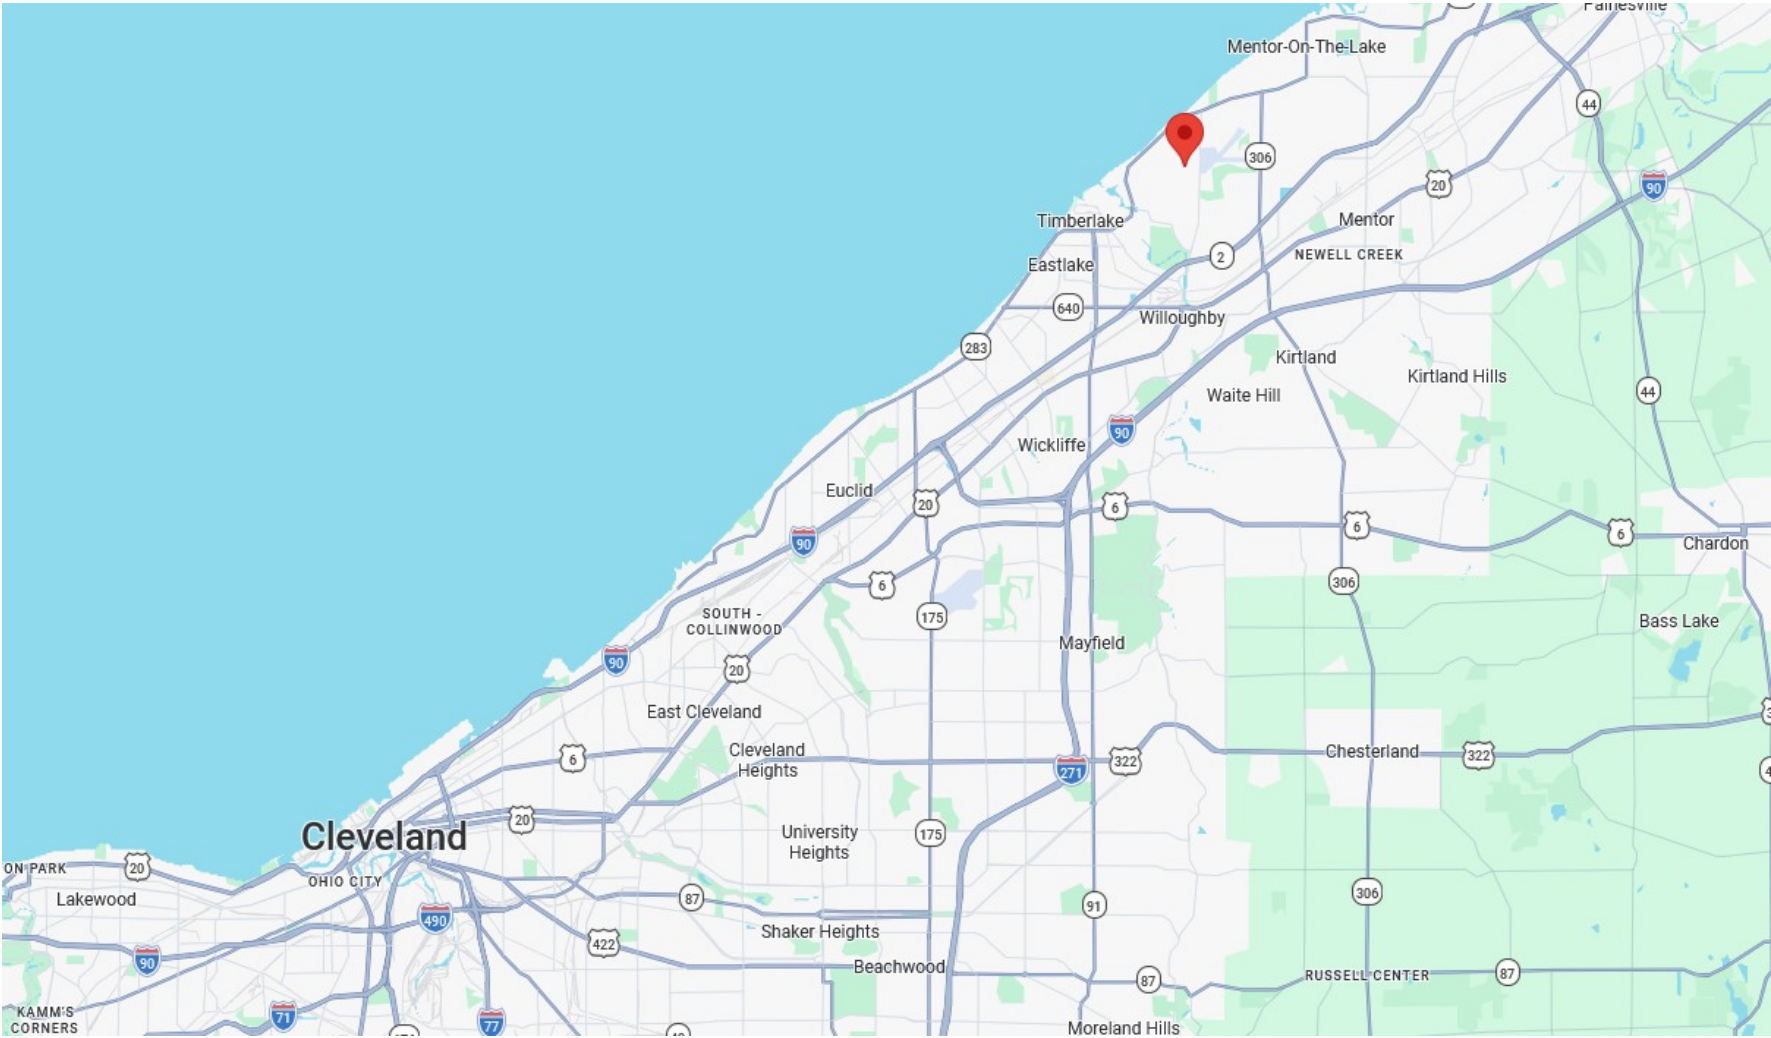 Painesville
Mentor-On-The-Lake
44
306
90
20
Timberlake
Mentor
2
NEWELL CREEK
Eastlake
640
Willoughby
283
Kirtland
Kirtland Hills
44
Waite Hill
90
Wickliffe
Euclid
20
6
6
6
90
Chardon
6
306
175
SOUTH -
COLLINWOOD
Bass Lake
Mayfield
90
20
East Cleveland
Cleveland
Heights
6
322
Chesterland
322
271
20
Cleveland
University
Heights
175
ON PARK
20
OHIO CITY
Lakewood
87
306
91
490
Shaker Heights
422
90
Beachwood
RUSSELL CENTER
87
87
KAMM'S
CORNERS
71
77
Moreland Hills